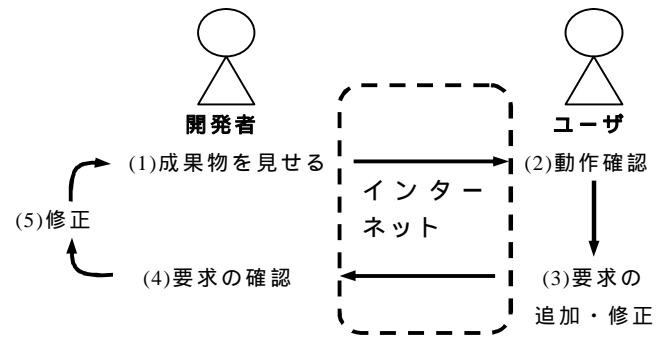 開発者
ユーザ
(1)成果物を見せる
(2)動作確認
インター
ネット
(5)修正
(4)要求の確認
(3)要求の
追加・修正